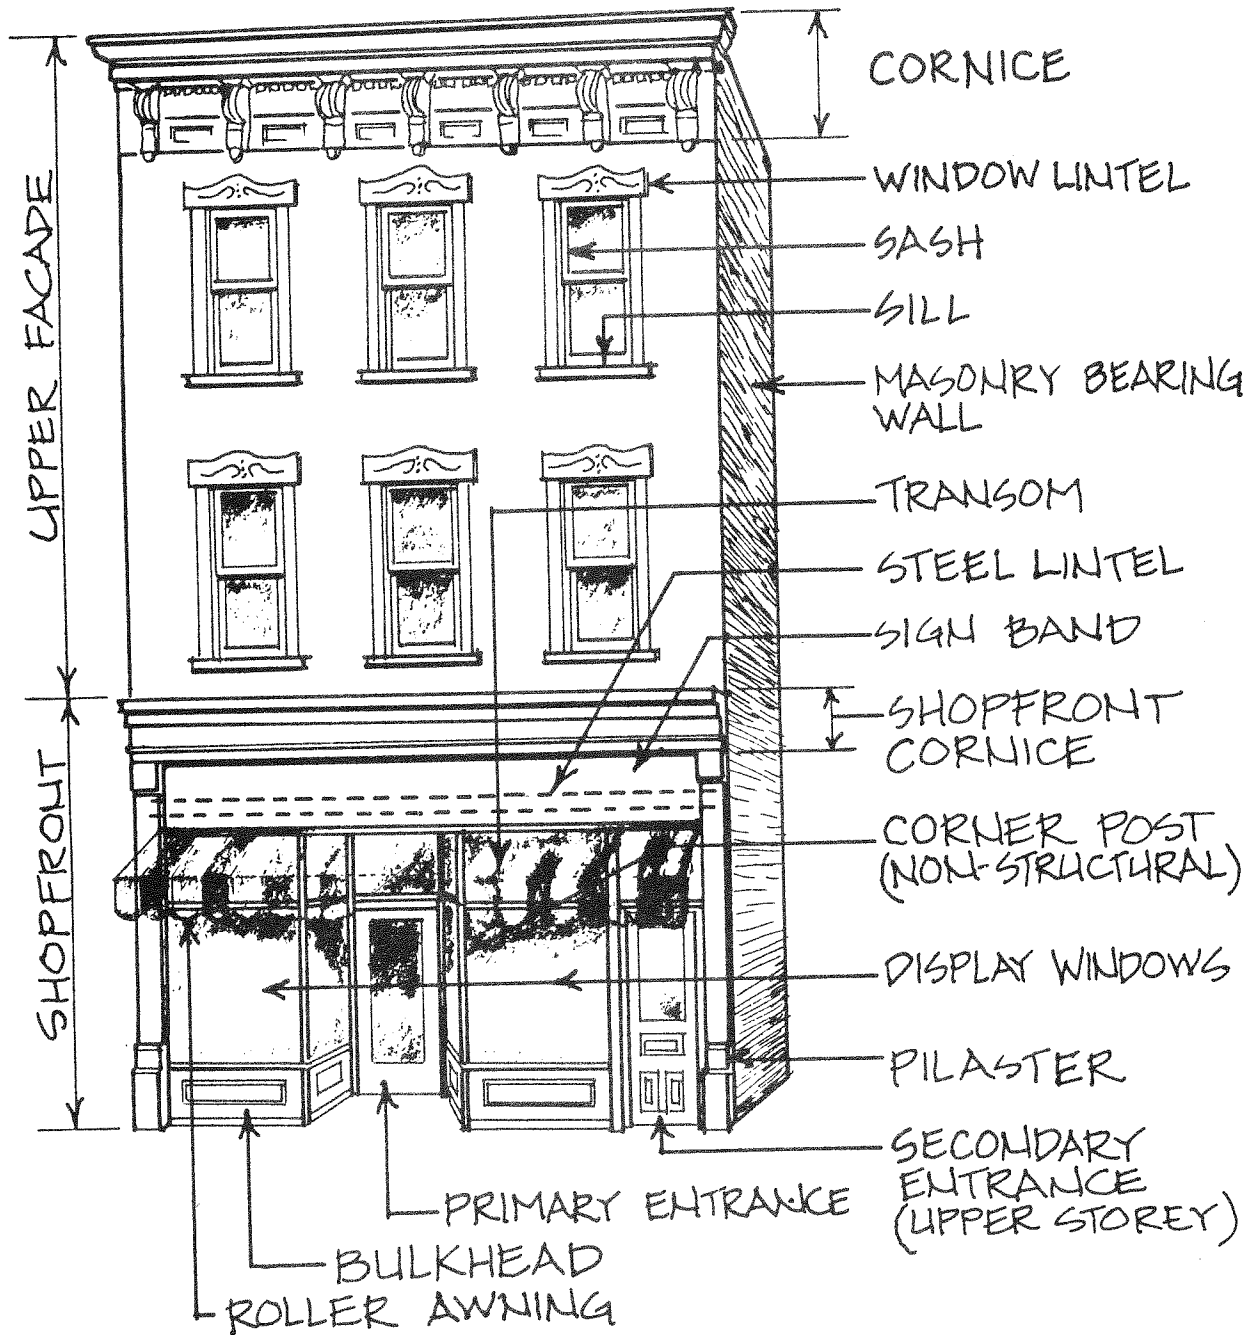 CORNICE
WINDOW LINTEL
SASH
SILL
MASONRY BEARING
WALL
TRANSOM
STEEL LINTEL
SIGN BAND
SHOPFRONT
CORNICE
CORNER POST
(NON-STRUCTURAL)
DISPLAY WINDOWS
PILASTER
SECONDARY
ENTRANCE
(UPPER STOREY)
PRIMARY ENTRANCE
BULKHEAD
ROLLER AWNING
UPPER FACADE
SHOPFRONT